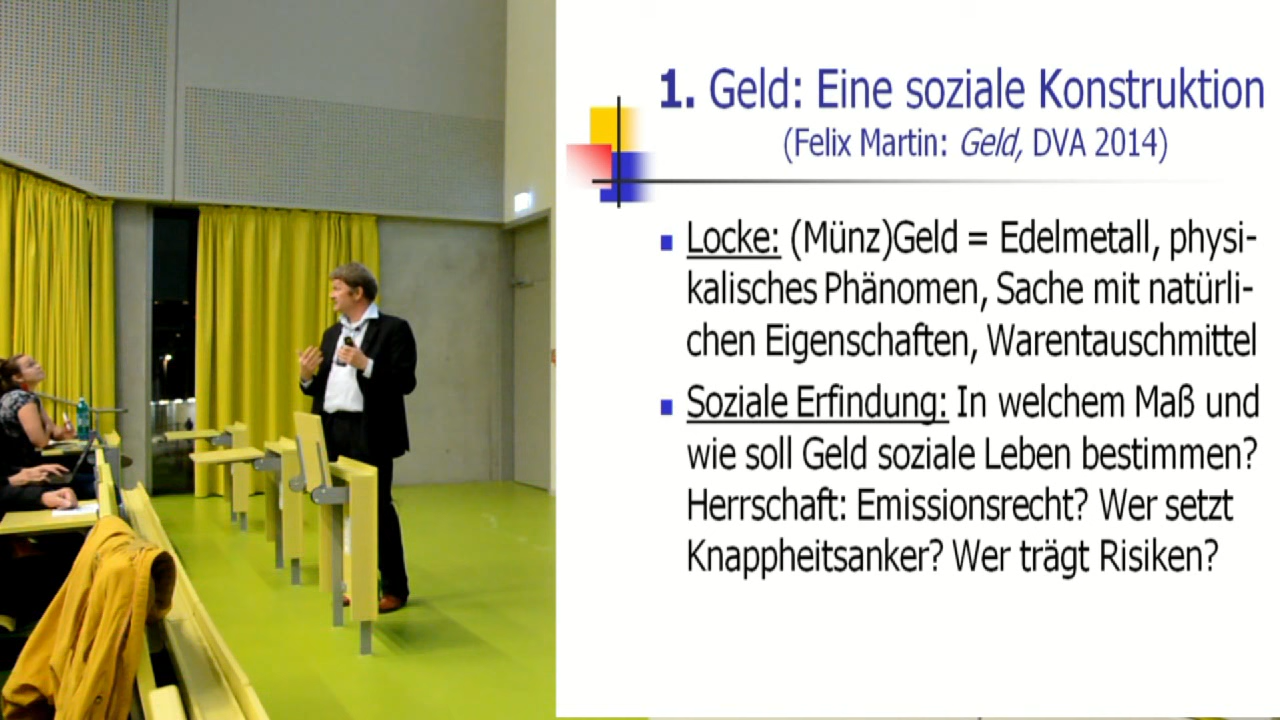 1. Geld: Eine soziale Konstruktion
(Felix Martin: Geld, DVA 2014)
Locke: (Münz)Geld = Edelmetall, physi-
kalisches Phänomen, Sache mit natürli-
chen Eigenschaften, Warentauschmittel
Soziale Erfindung: In welchem Maß und
wie soll Geld soziale Leben bestimmen?
Herrschaft: Emissionsrecht? Wer setzt
Knappheitsanker? Wer trägt Risiken?